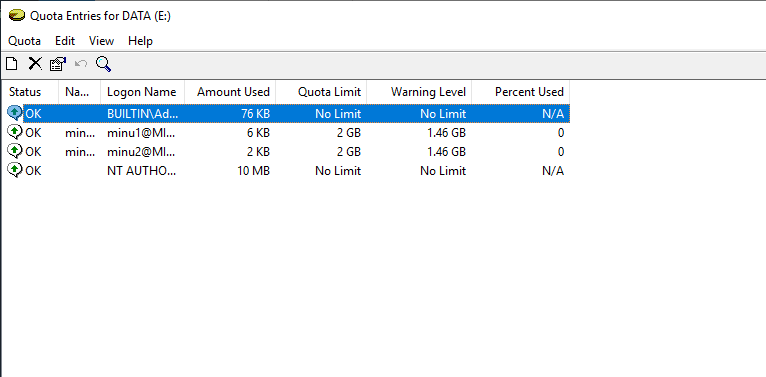 Quota Entries for DATA (E:)
Quota Edit View Help
Status Na... Logon Name Amount Used Quota Limit Warning Level Percent Used
OK BUILTIN\Ad... 76 KB No Limit No Limit N/A
OK min... minu1@MI... 6 KB 2 GB 1.46 GB 0
OK min... minu2@MI... 2 KB 2 GB 1.46 GB 0
OK NT AUTHO... 10 MB No Limit No Limit N/A